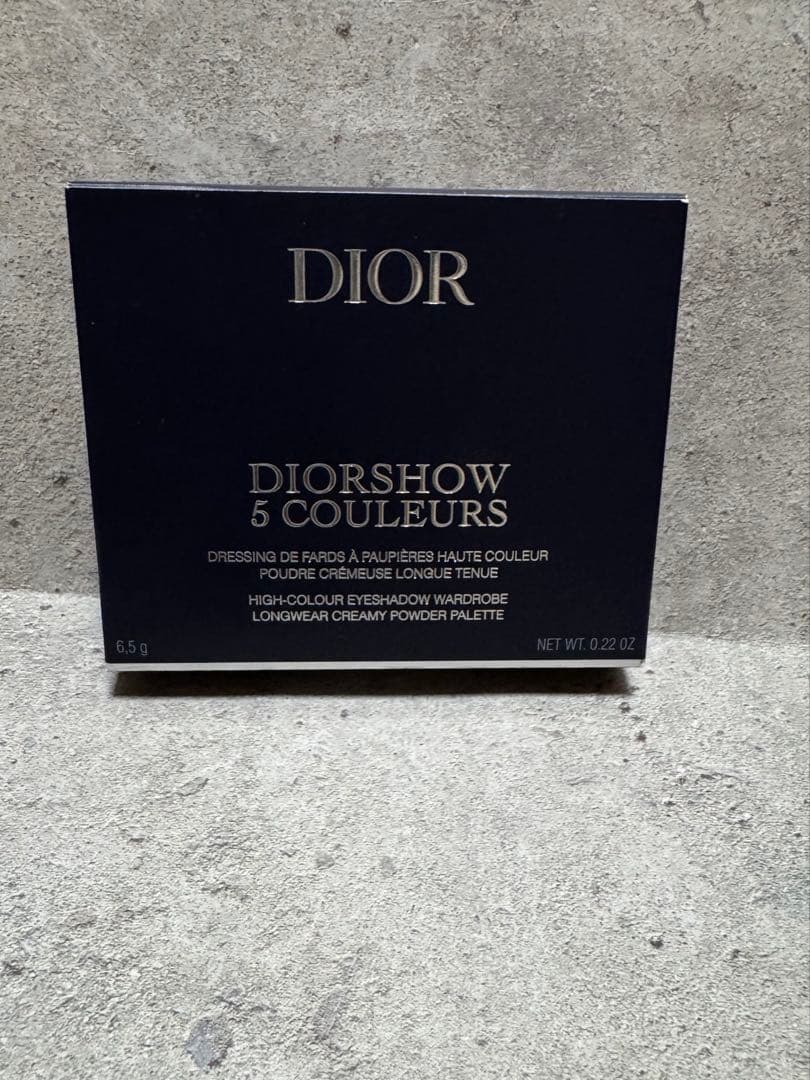 DIOR
DIORSHOW
5 COULEURS
DRESSING DE FARDS À PAUPIÈRES HAUTE COULEUR
POUDRE CRÉMEUSE LONGUE TENUE
HIGH-COLOUR EYESHADOW WARDROBE
LONGWEAR CREAMY POWDER PALETTE
6,5 g
NET WT. 0.22 OZ